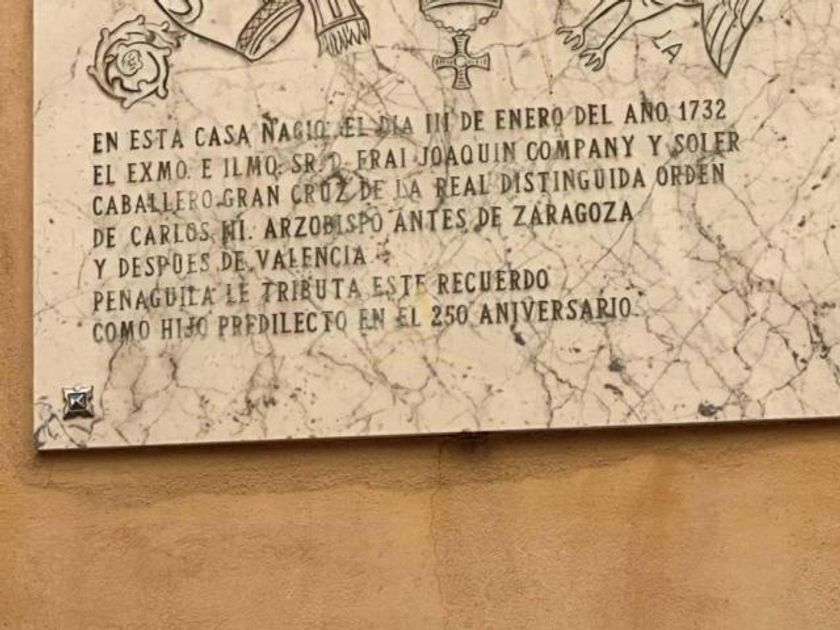 LA
EN ESTA CASA NACIO EL DIA III DE ENERO DEL AÑO 1732
EL EXMO. E ILMO. SR. D. FRAI JOAQUIN COMPANY Y SOLER
CABALLERO GRAN CRUZ DE LA REAL DISTINGUIDA ORDEN
DE CARLOS III. ARZOBISPO ANTES DE ZARAGOZA
Y DESPUES DE VALENCIA
PENAGUILA LE TRIBUTA ESTE RECUERDO
COMO HIJO PREDILECTO EN EL 250 ANIVERSARIO.